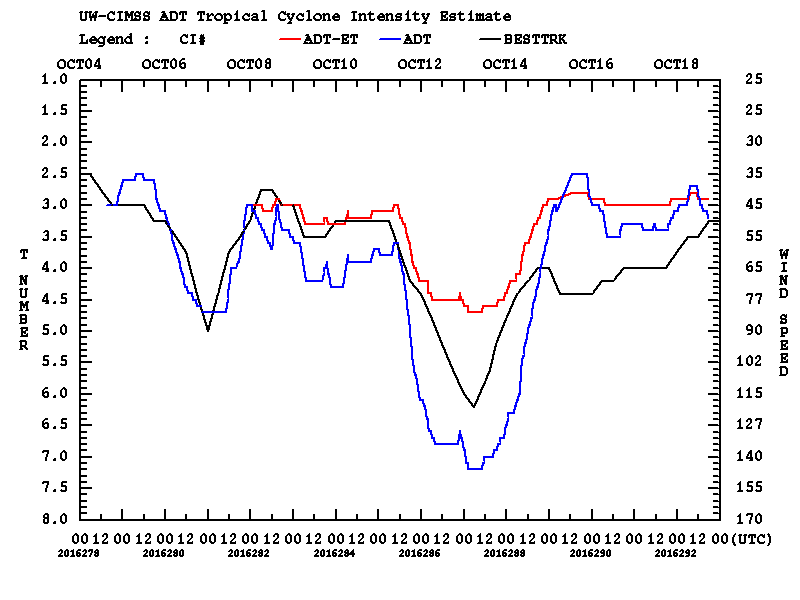 UW-CIMSS ADT Tropical Cyclone Intensity Estimate
Legend : CI# ADT-ET ADT BESTTRK
OCT04 OCT06 OCT08 OCT10 OCT12 OCT14 OCT16 OCT18
1.0 25
1.5 25
2.0 30
2.5 35
3.0 45
3.5 55
4.0 65
4.5 77
5.0 90
5.5 102
6.0 115
6.5 127
7.0 140
7.5 155
8.0 170
T NUMBER
WIND SPEED
00 12 00 12 00 12 00 12 00 12 00 12 00 12 00 12 00 12 00 12 00 12 00 12 00 12 00 12 00 12 00 (UTC)
2016278 2016280 2016282 2016284 2016286 2016288 2016290 2016292